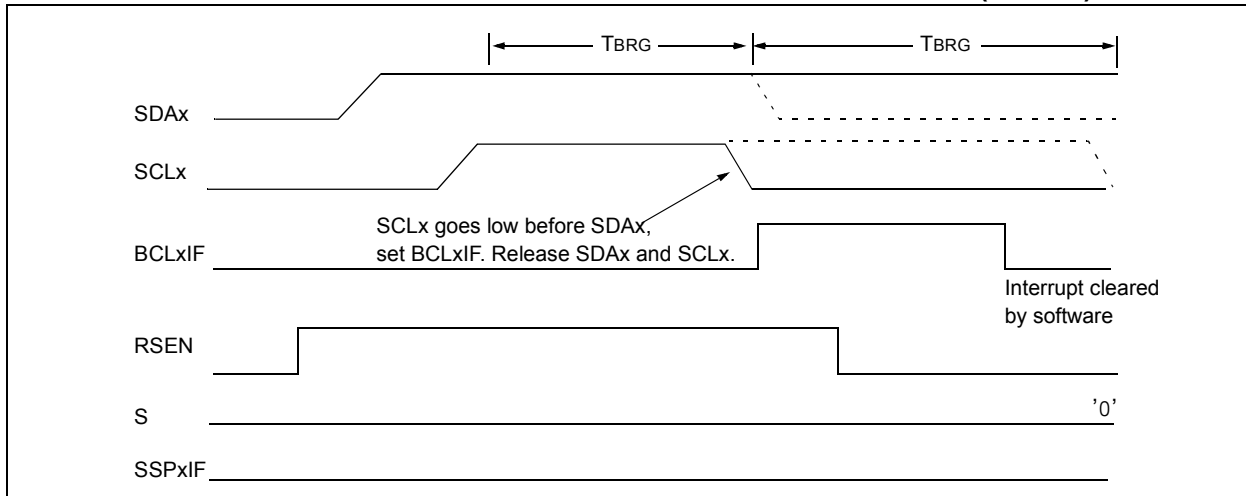 TBRG TBRG
SDAx
SCLx
SCLx goes low before SDAx,
set BCLxIF. Release SDAx and SCLx.
BCLxIF
Interrupt cleared
by software
RSEN
S '0'
SSPxIF